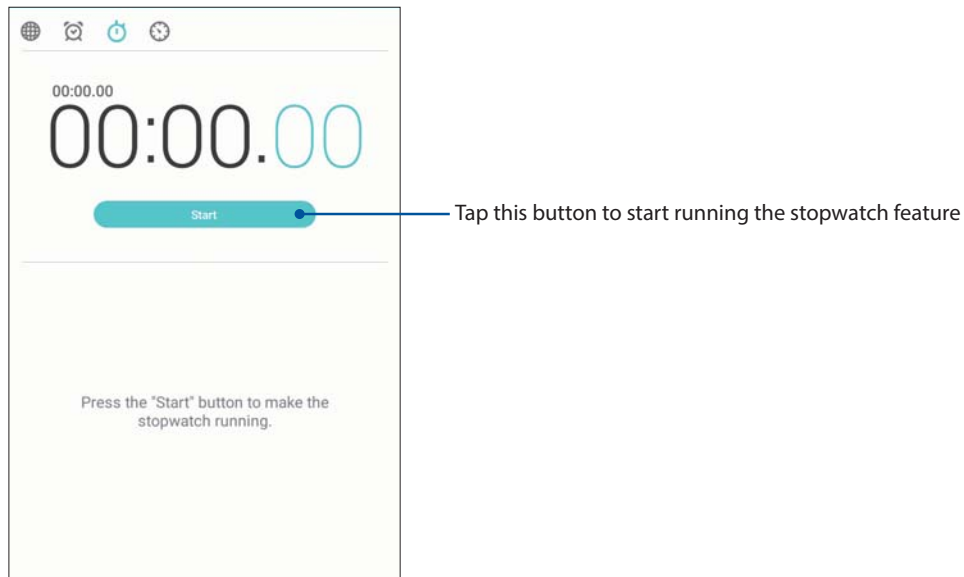 00:00.00
00:00.00
Start
Tap this button to start running the stopwatch feature
Press the "Start" button to make the
stopwatch running.